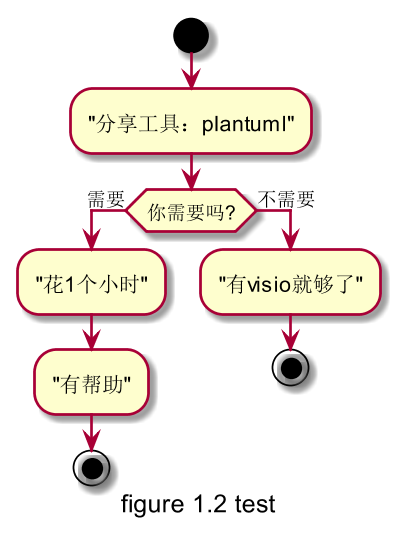 "分享工具：plantuml"
需要
你需要吗?
不需要
"花1个小时"
"有visio就够了"
"有帮助"
figure 1.2 test